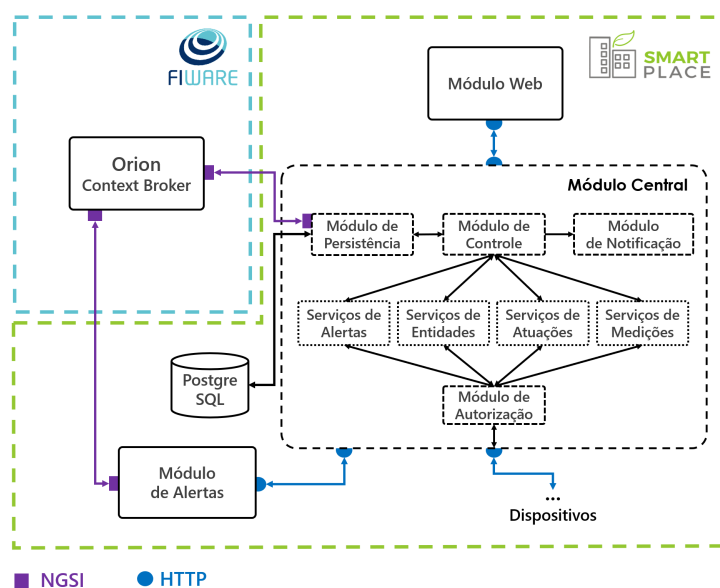 FIWARE
SMART
PLACE
Módulo Web
Orion
Context Broker
Módulo Central
Módulo de
Persistência
Módulo de
Controle
Módulo
de Notificação
Serviços de
Alertas
Serviços de
Entidades
Serviços de
Atuações
Serviços de
Medições
Postgre
SQL
Módulo de
Autorização
Módulo
de Alertas
...
Dispositivos
NGSI
HTTP